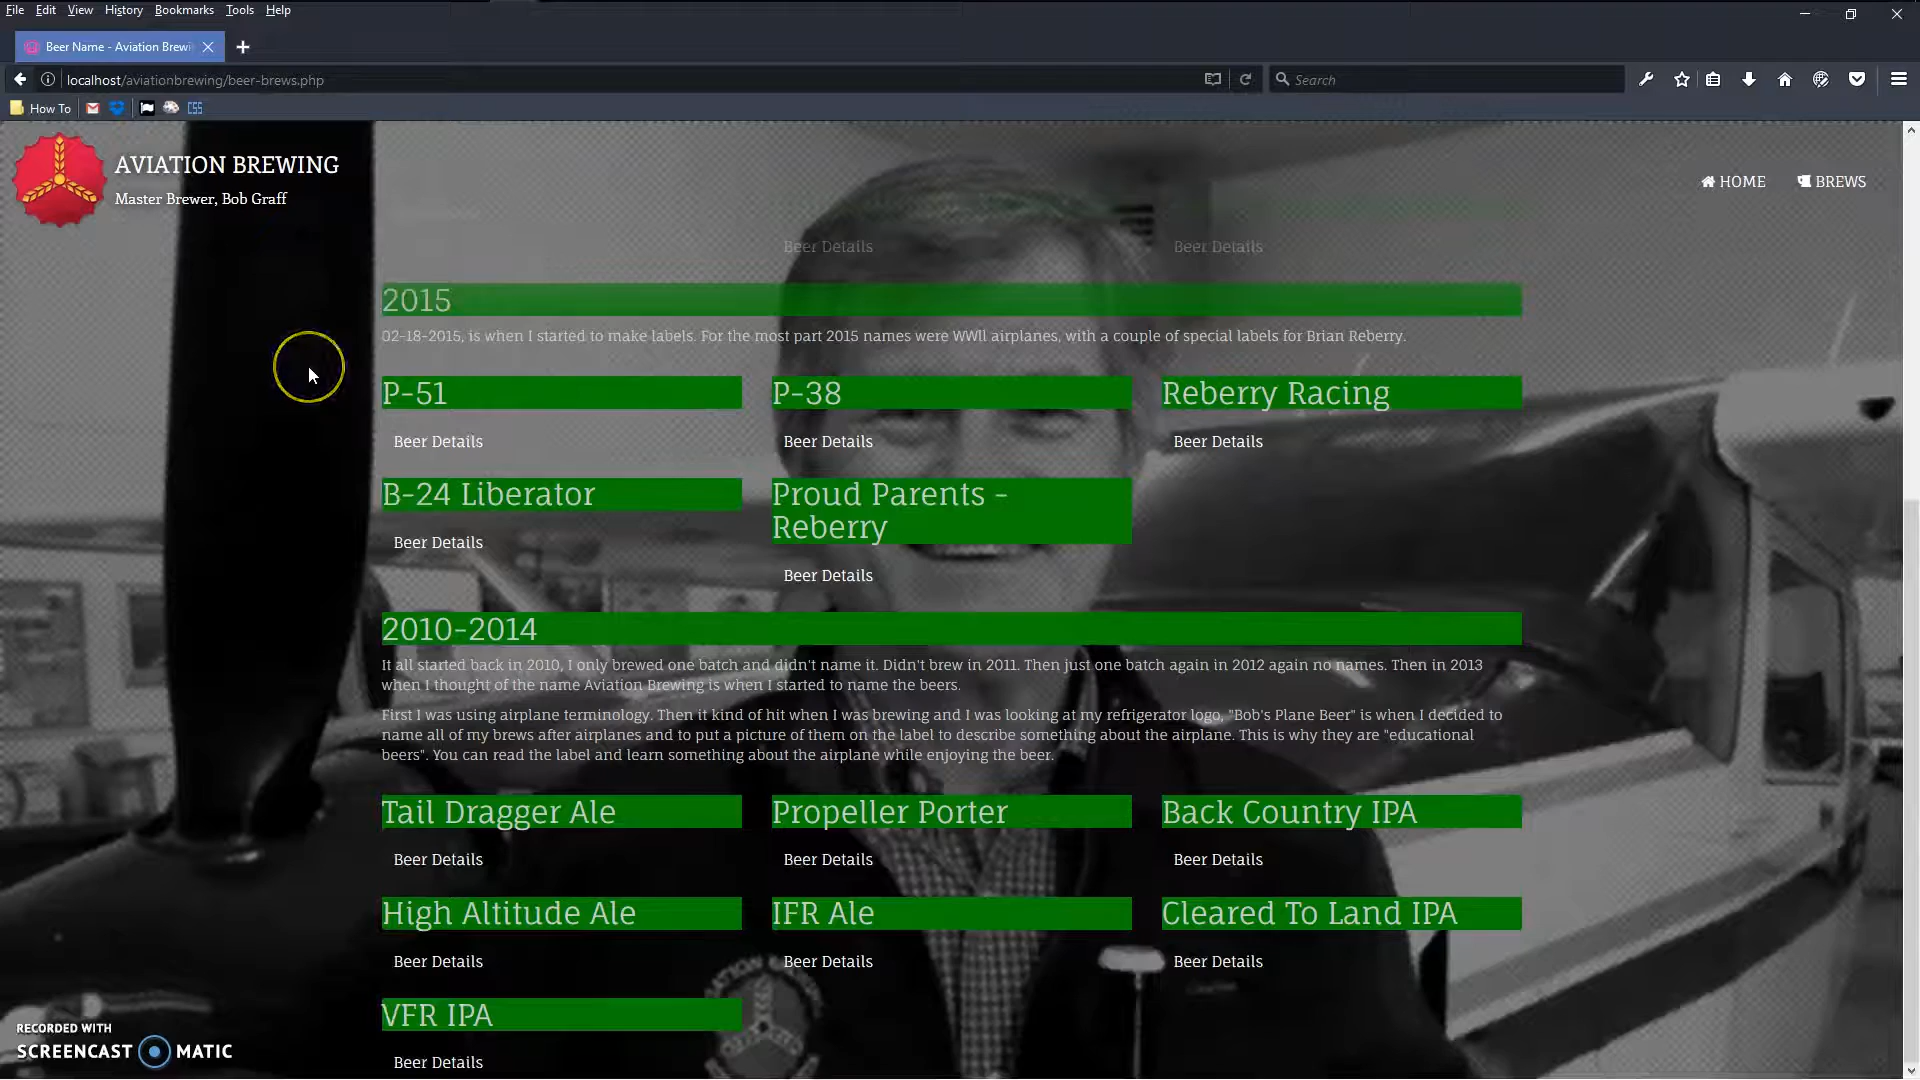 File Edit View History Bookmarks Tools Help
Beer Name - Aviation Brewi
localhost/aviationbrewing/beer-brews.php
Search
How To
CSS
AVIATION BREWING
Master Brewer, Bob Graff
HOME
BREWS
Beer Details
Beer Details
2015
02-18-2015, is when I started to make labels. For the most part 2015 names were WWll airplanes, with a couple of special labels for Brian Reberry.
P-51
P-38
Reberry Racing
Beer Details
Beer Details
Beer Details
B-24 Liberator
Proud Parents -
Reberry
Beer Details
Beer Details
2010-2014
It all started back in 2010, I only brewed one batch and didn't name it. Didn't brew in 2011. Then just one batch again in 2012 again no names. Then in 2013
when I thought of the name Aviation Brewing is when I started to name the beers.
First I was using airplane terminology. Then it kind of hit when I was brewing and I was looking at my refrigerator logo, "Bob's Plane Beer" is when I decided to
name all of my brews after airplanes and to put a picture of them on the label to describe something about the airplane. This is why they are "educational
beers". You can read the label and learn something about the airplane while enjoying the beer.
Tail Dragger Ale
Propeller Porter
Back Country IPA
Beer Details
Beer Details
Beer Details
High Altitude Ale
IFR Ale
Cleared To Land IPA
Beer Details
Beer Details
Beer Details
VFR IPA
Beer Details
RECORDED WITH
SCREENCAST MATIC